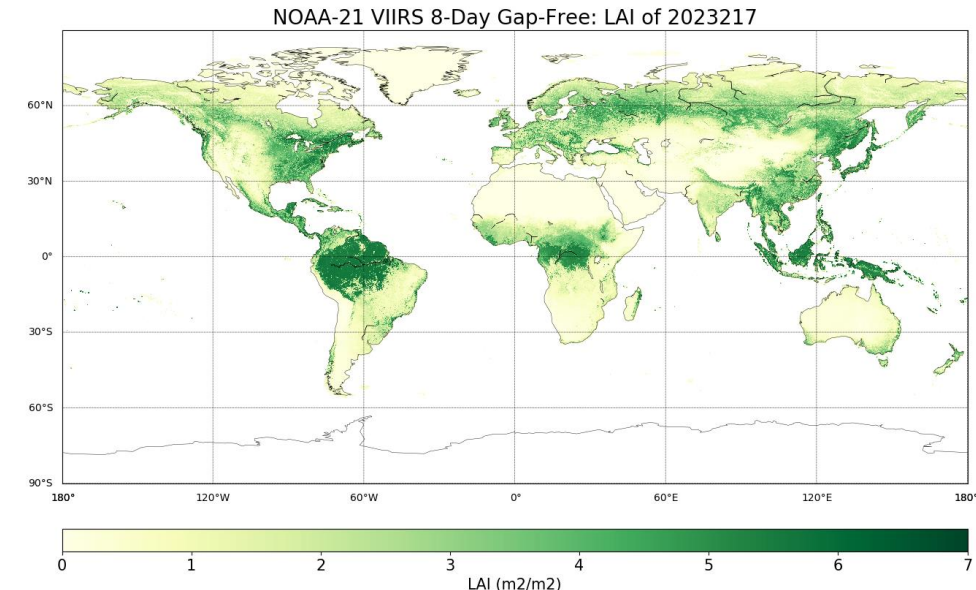 NOAA-21 VIIRS 8-Day Gap-Free: LAI of 2023217
60°N
30°N
0°
30°S
60°S
90°S
180° 120°W 60°W 0° 60°E 120°E 180°
0 1 2 3 4 5 6 7
LAI (m2/m2)